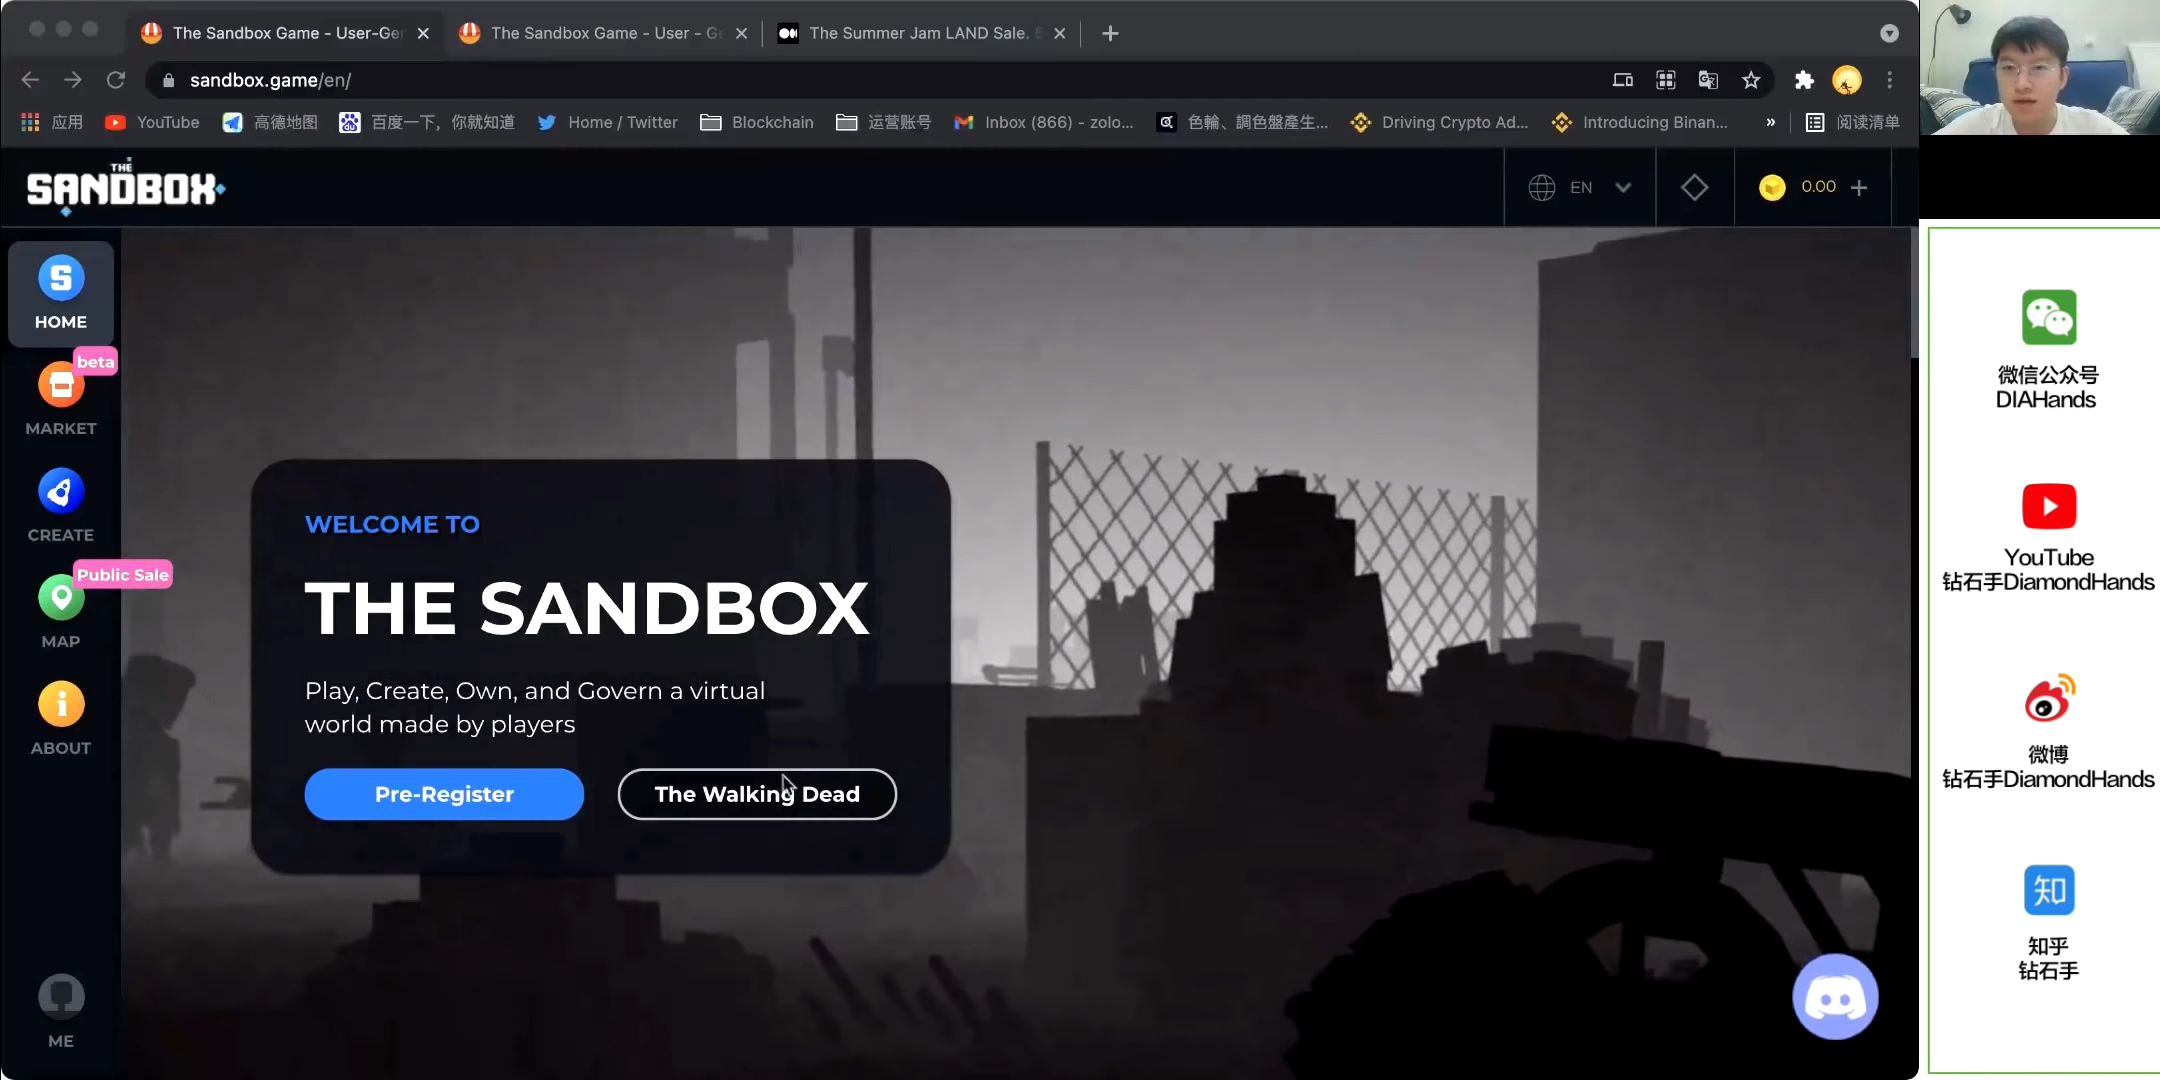 The Sandbox Game - User-Ger
The Sandbox Game - User - G
The Summer Jam LAND Sale.
sandbox.game/en/
应用
YouTube
高德地图
百度一下，你就知道
Home / Twitter
Blockchain
运营账号
Inbox (866) - zolo...
色輪、調色盤產生...
Driving Crypto Ad...
Introducing Binan...
»
阅读清单
THE
SANDBOX
EN
0.00
HOME
beta
MARKET
CREATE
Public Sale
MAP
ABOUT
ME
WELCOME TO
THE SANDBOX
Play, Create, Own, and Govern a virtual
world made by players
Pre-Register
The Walking Dead
微信公众号
DIAHands
YouTube
钻石手DiamondHands
微博
钻石手DiamondHands
知
知乎
钻石手